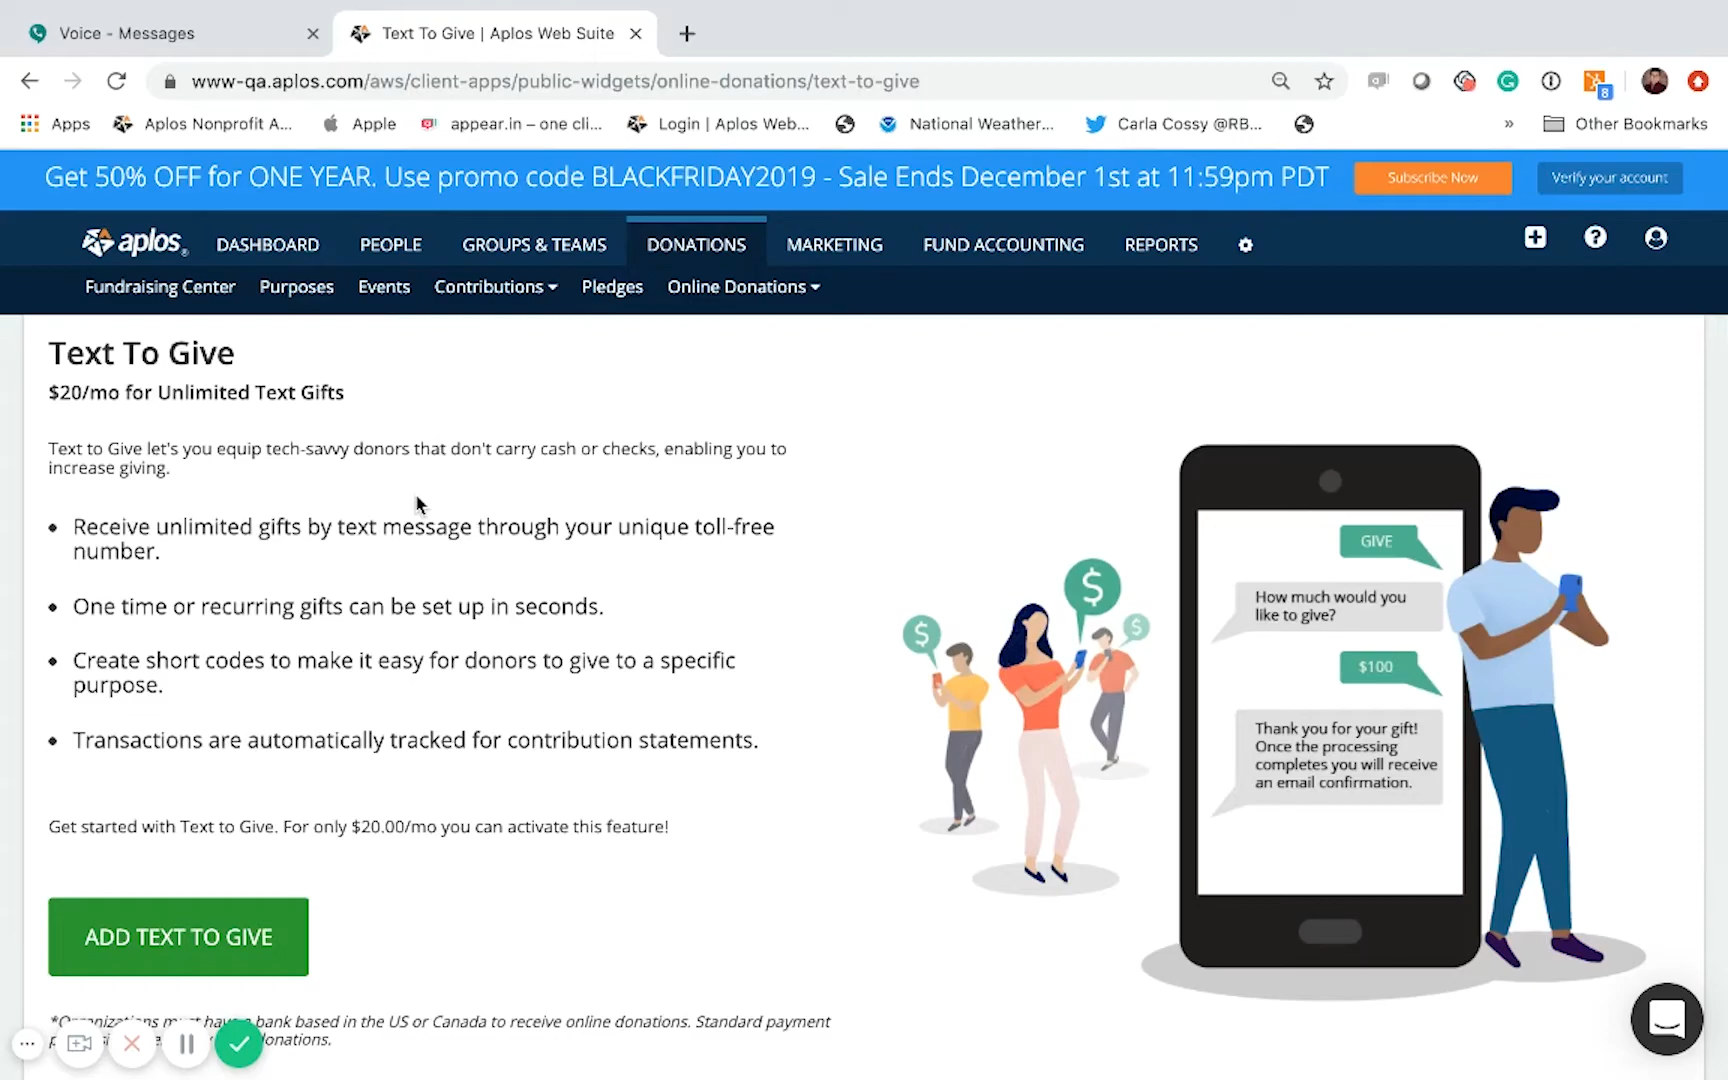 Voice - Messages
Text To Give | Aplos Web Suite
www-qa.aplos.com/aws/client-apps/public-widgets/online-donations/text-to-give
8
Apps
Aplos Nonprofit A...
Apple
appear.in – one cli...
Login | Aplos Web...
National Weather...
Carla Cossy @RB...
»
Other Bookmarks
Get 50% OFF for ONE YEAR. Use promo code BLACKFRIDAY2019 - Sale Ends December 1st at 11:59pm PDT
Subscribe Now
Verify your account
aplos
DASHBOARD
PEOPLE
GROUPS & TEAMS
DONATIONS
MARKETING
FUND ACCOUNTING
REPORTS
Fundraising Center
Purposes
Events
Contributions
Pledges
Online Donations
Text To Give
$20/mo for Unlimited Text Gifts
Text to Give let's you equip tech-savvy donors that don't carry cash or checks, enabling you to
increase giving.
• Receive unlimited gifts by text message through your unique toll-free
number.
• One time or recurring gifts can be set up in seconds.
• Create short codes to make it easy for donors to give to a specific
purpose.
• Transactions are automatically tracked for contribution statements.
Get started with Text to Give. For only $20.00/mo you can activate this feature!
ADD TEXT TO GIVE
*Organizations must have a bank based in the US or Canada to receive online donations. Standard payment
donations.
$
$
$
GIVE
How much would you
like to give?
$100
Thank you for your gift!
Once the processing
completes you will receive
an email confirmation.